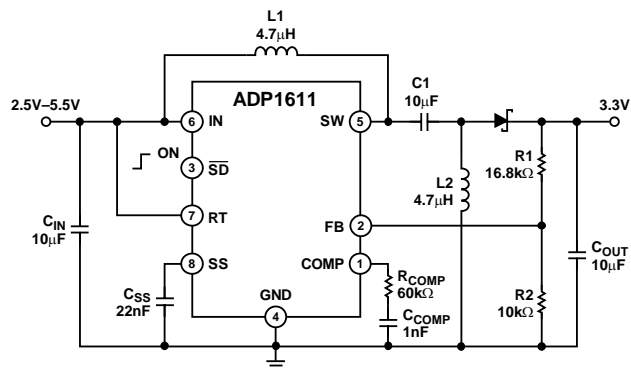 L1
4.7μH
ADP1611
C1
10μF
2.5V–5.5V
6
IN
SW
5
3.3V
ON
3
SD
R1
16.8kΩ
L2
4.7μH
CIN
10μF
7
RT
FB
2
8
SS
COMP
1
COUT
10μF
RCOMP
60kΩ
CSS
22nF
GND
4
CCOMP
1nF
R2
10kΩ